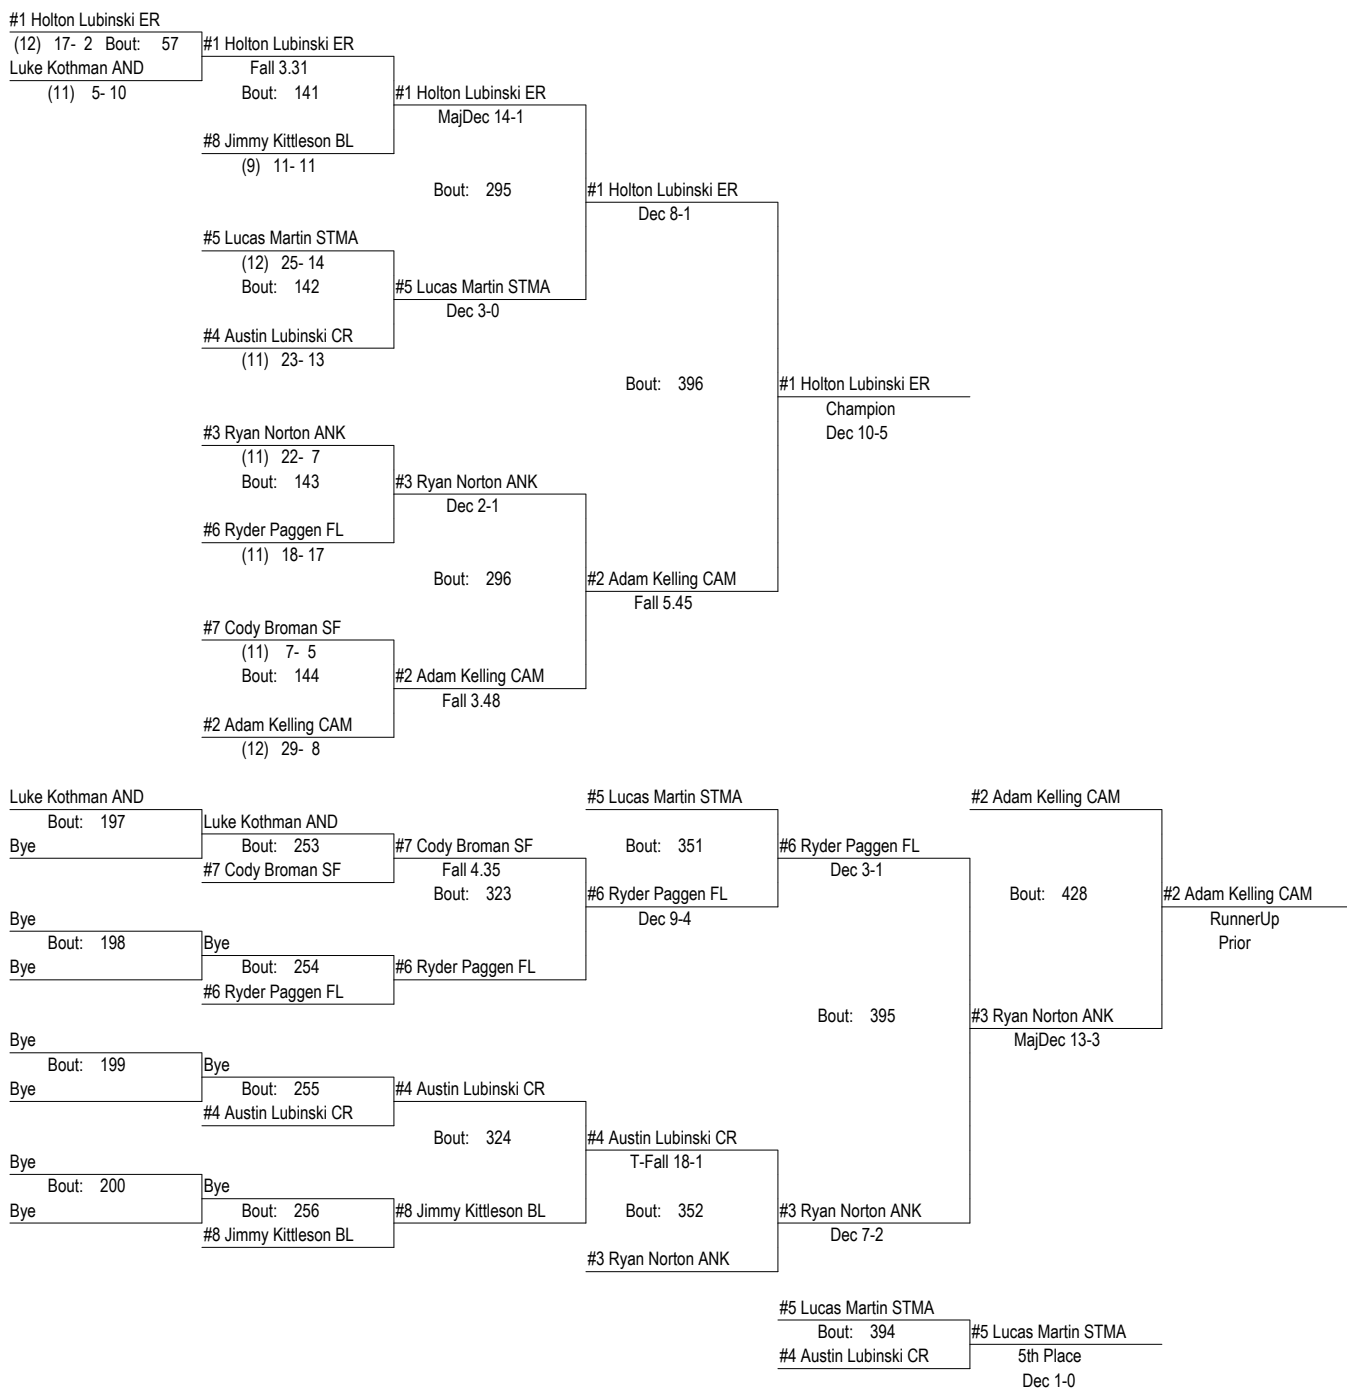 #1 Holton Lubinski ER
(12) 17- 2 Bout: 57
#1 Holton Lubinski ER
Luke Kothman AND
Fall 3.31
(11) 5- 10
Bout: 141
#1 Holton Lubinski ER
MajDec 14-1
#8 Jimmy Kittleson BL
(9) 11- 11
Bout: 295
#1 Holton Lubinski ER
Dec 8-1
#5 Lucas Martin STMA
(12) 25- 14
Bout: 142
#5 Lucas Martin STMA
Dec 3-0
#4 Austin Lubinski CR
(11) 23- 13
Bout: 396
#1 Holton Lubinski ER
Champion
Dec 10-5
#3 Ryan Norton ANK
(11) 22- 7
Bout: 143
#3 Ryan Norton ANK
Dec 2-1
#6 Ryder Paggen FL
(11) 18- 17
Bout: 296
#2 Adam Kelling CAM
Fall 5.45
#7 Cody Broman SF
(11) 7- 5
Bout: 144
#2 Adam Kelling CAM
Fall 3.48
#2 Adam Kelling CAM
(12) 29- 8
Luke Kothman AND
#5 Lucas Martin STMA
#2 Adam Kelling CAM
Bout: 197
Luke Kothman AND
Bye
Bout: 253
#7 Cody Broman SF
Bout: 351
#6 Ryder Paggen FL
#7 Cody Broman SF
Fall 4.35
Dec 3-1
Bout: 323
#6 Ryder Paggen FL
Bout: 428
#2 Adam Kelling CAM
Bye
Dec 9-4
RunnerUp
Bout: 198
Bye
Prior
Bye
Bout: 254
#6 Ryder Paggen FL
#6 Ryder Paggen FL
Bout: 395
#3 Ryan Norton ANK
Bye
MajDec 13-3
Bout: 199
Bye
Bye
Bout: 255
#4 Austin Lubinski CR
#4 Austin Lubinski CR
Bout: 324
#4 Austin Lubinski CR
Bye
T-Fall 18-1
Bout: 200
Bye
Bye
Bout: 256
#8 Jimmy Kittleson BL
Bout: 352
#3 Ryan Norton ANK
#8 Jimmy Kittleson BL
Dec 7-2
#3 Ryan Norton ANK
#5 Lucas Martin STMA
Bout: 394
#5 Lucas Martin STMA
#4 Austin Lubinski CR
5th Place
Dec 1-0